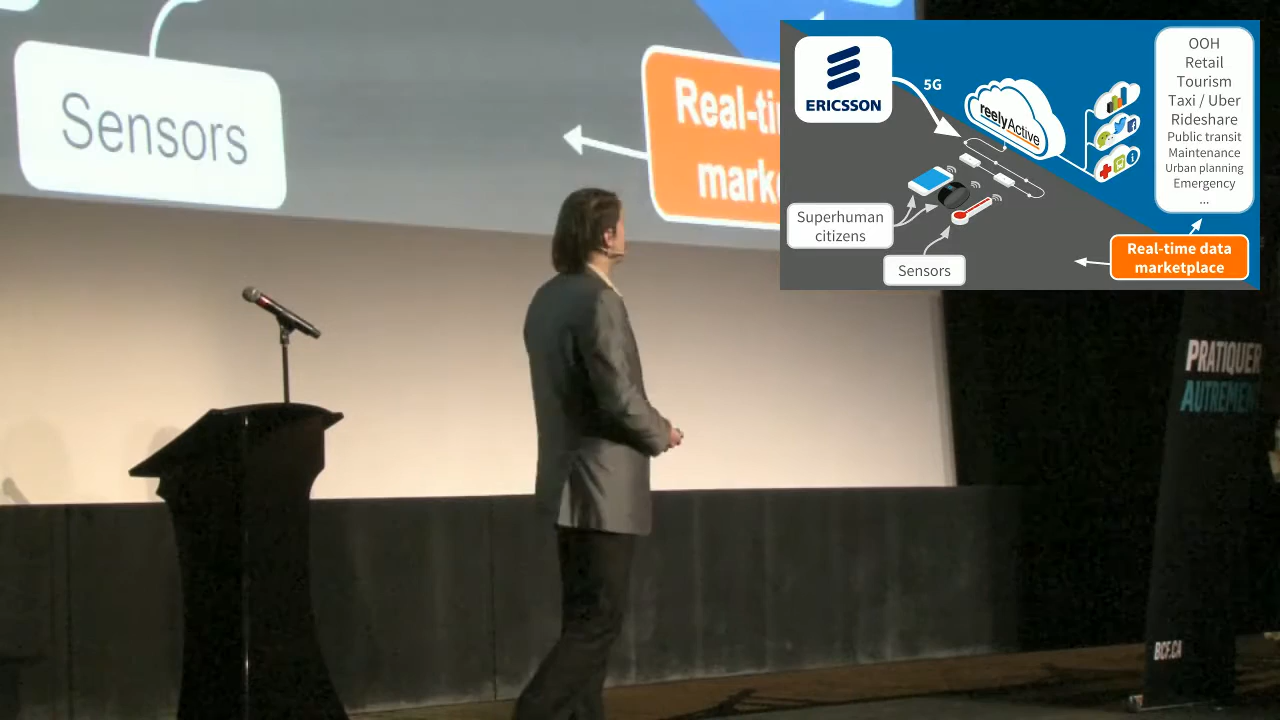 Sensors
Real-ti
mark
ERICSSON
5G
reelyActive
Superhuman
citizens
Sensors
OOH
Retail
Tourism
Taxi / Uber
Rideshare
Public transit
Maintenance
Urban planning
Emergency
...
Real-time data
marketplace
PRATIQUER
AUTREMEN
BCF.CA